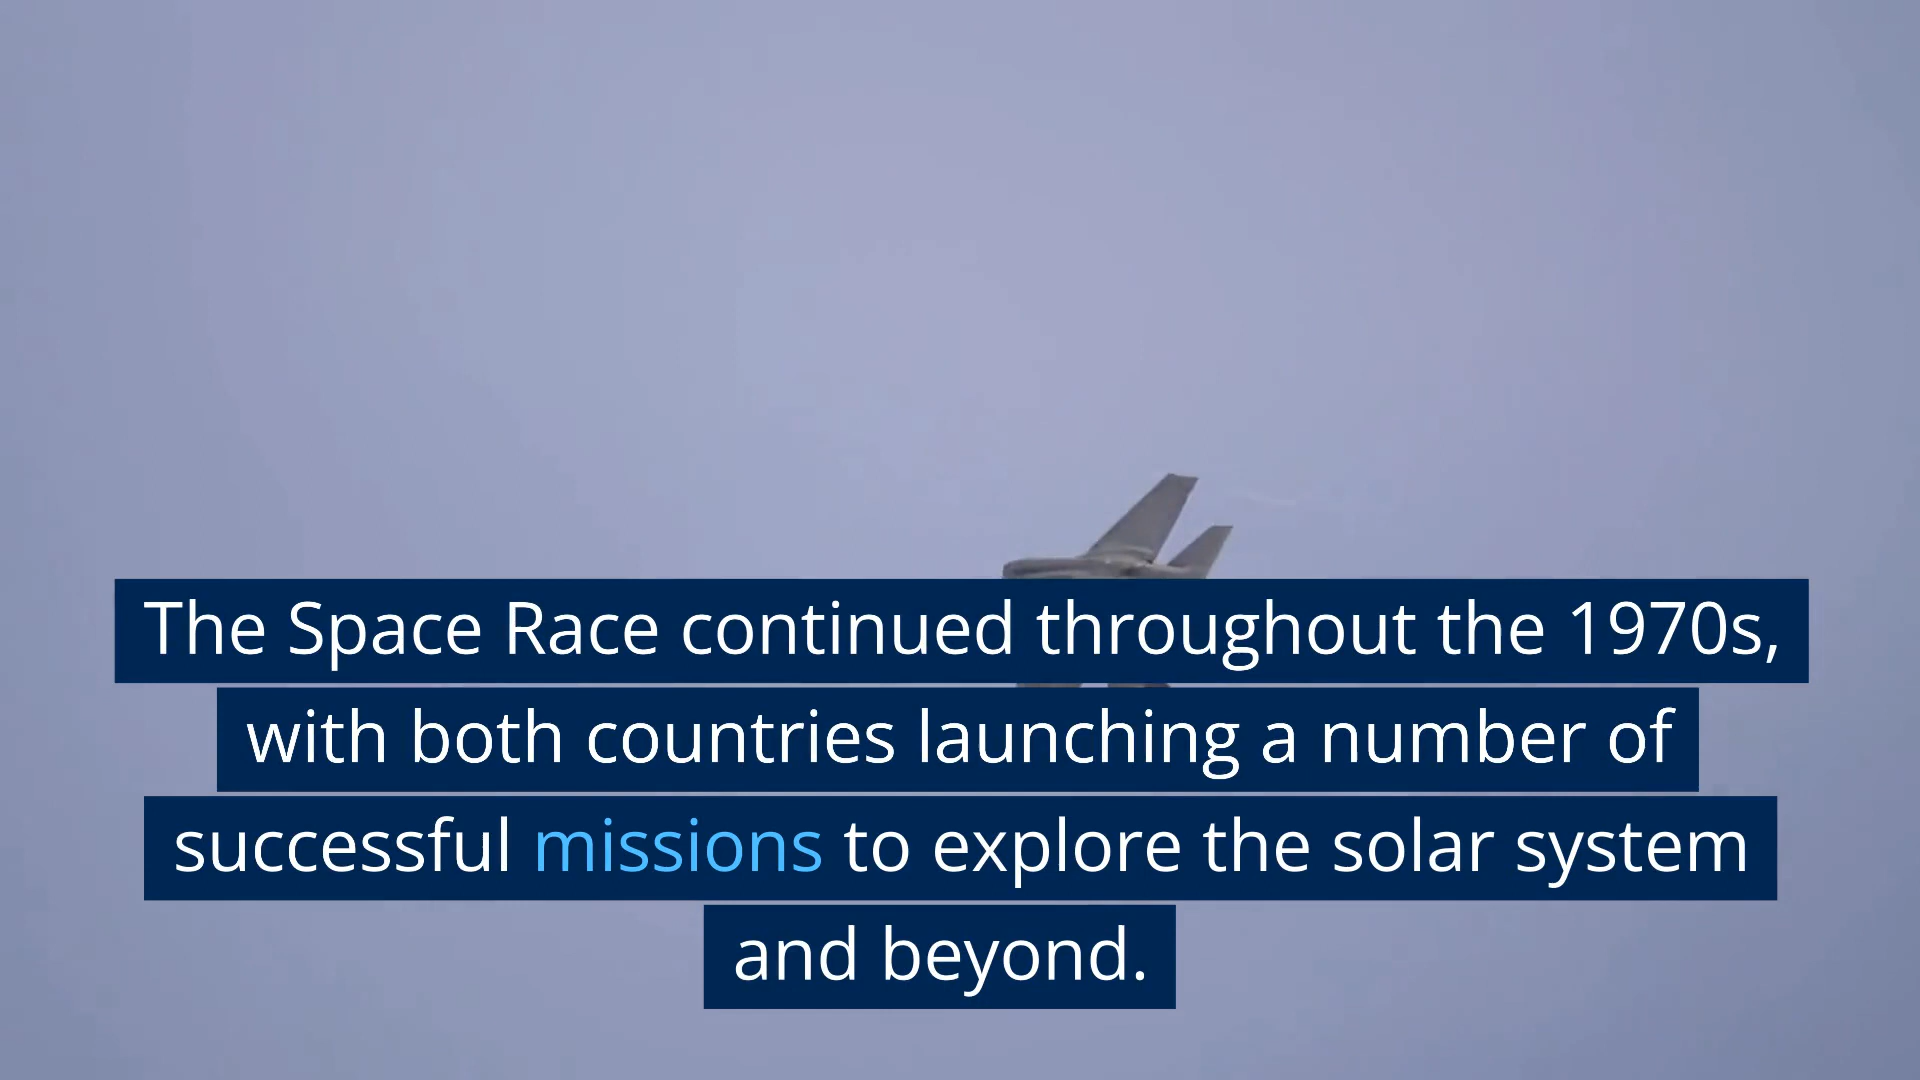 The Space Race continued throughout the 1970s,
with both countries launching a number of
successful missions to explore the solar system
and beyond.